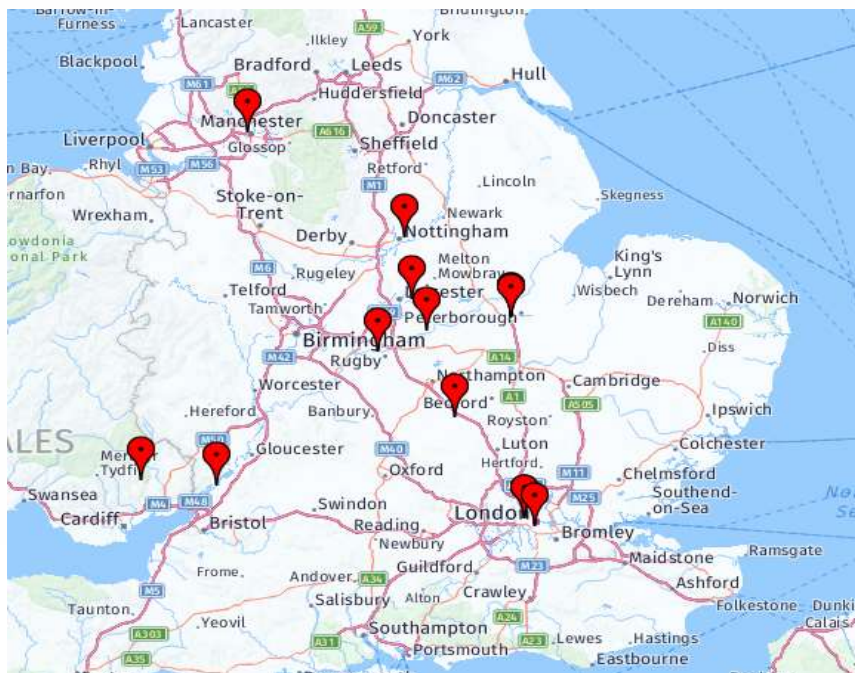 Barrow-in-
Furness
Lancaster
A59
Bridlington
Ilkley
York
Blackpool
Bradford
Leeds
M61
M62
Hull
Huddersfield
Manchester
Doncaster
Liverpool
Glossop
A616
Sheffield
Rhyl
M53
M56
Retford
M1
Lincoln
Skegness
Wrexham
Stoke-on-
Trent
Newark
Derby
Nottingham
M6
Rugeley
Melton
Mowbray
King's
Lynn
Telford
Tamworth
Wisbech
Dereham
Norwich
Peterborough
A140
Birmingham
Rugby
M42
A14
Diss
Worcester
Northampton
Cambridge
A1
Hereford
Banbury
Royston
A505
Ipswich
M50
Gloucester
M40
Luton
Colchester
Hertford
M11
Chelmsford
Oxford
M25
Southend-
on-Sea
Swansea
M4
M48
Swindon
London
Cardiff
Bristol
Reading
Bromley
Newbury
Maidstone
Ramsgate
Frome
Guildford
M23
M5
Andover
A34
Crawley
Ashford
Taunton
Salisbury
Alton
Folkestone
Calais
A303
Yeovil
A24
Southampton
A31
A23
Lewes
Hastings
A35
Portsmouth
Eastbourne